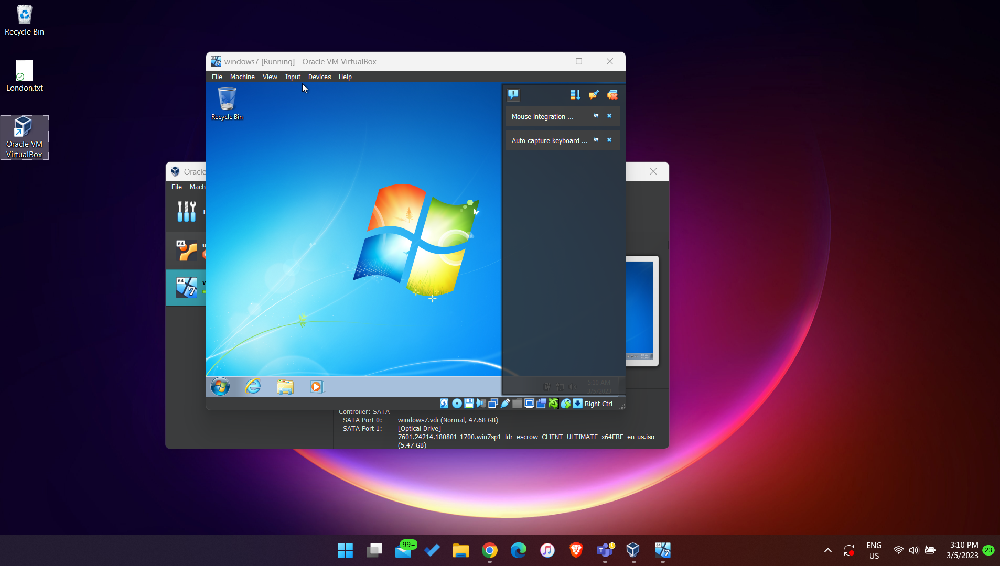 Recycle Bin
London.txt
Oracle VM
VirtualBox
windows7 [Running] - Oracle VM VirtualBox
File Machine View Input Devices Help
Recycle Bin
Mouse integration ...
Auto capture keyboard ...
5:10 AM
3/5/2023
Right Ctrl
Oracle
File Mach
T
64
u
64
7
w
Controller: SATA
SATA Port 0: windows7.vdi (Normal, 47.68 GB)
SATA Port 1: [Optical Drive]
7601.24214.180801-1700.win7sp1_ldr_escrow_CLIENT_ULTIMATE_x64FRE_en-us.iso
(5.47 GB)
99+
64
7
ENG
US
3:10 PM
3/5/2023
23